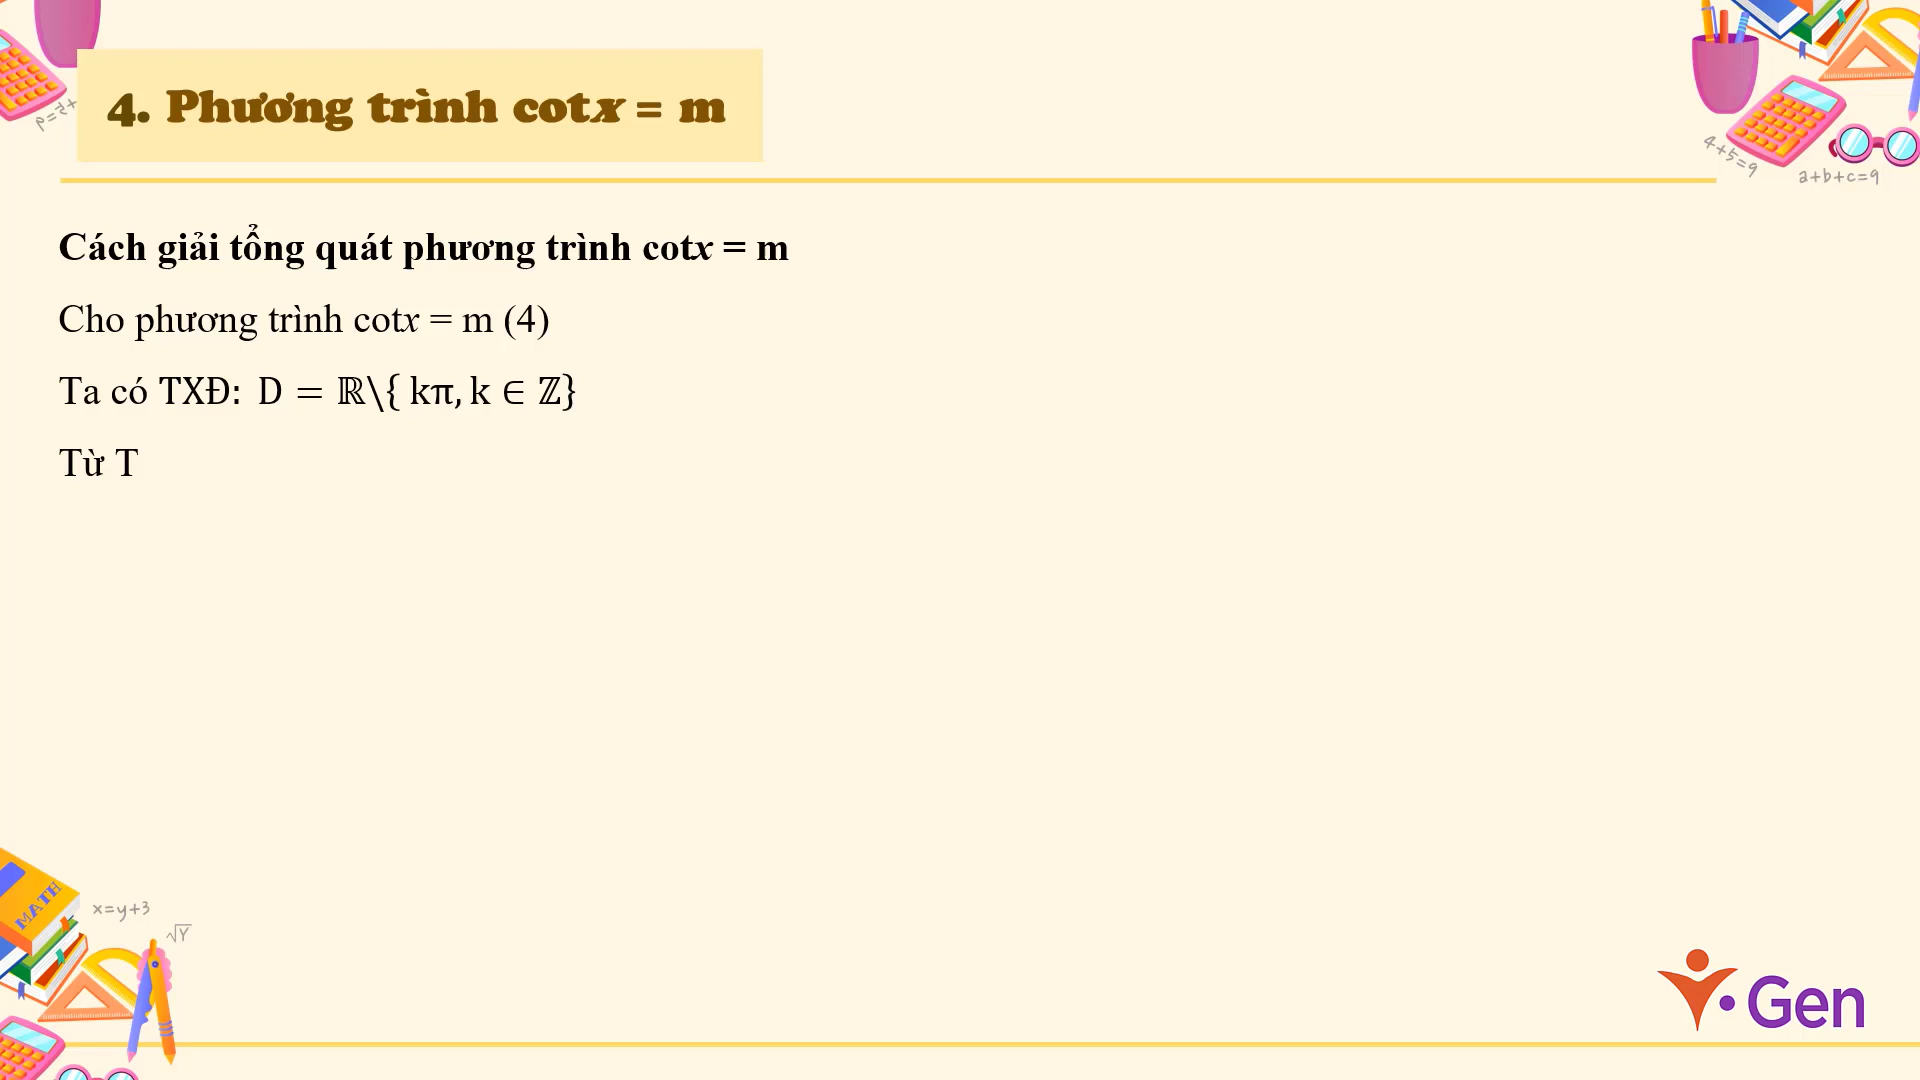 4. Phương trình cotx = m
4+5=9
a+b+c=9
Cách giải tổng quát phương trình cotx = m
Cho phương trình cotx = m (4)
Ta có TXĐ: D = ℝ\{ kπ, k ∈ ℤ}
Từ T
MATH
x=y+3
√Y
Gen